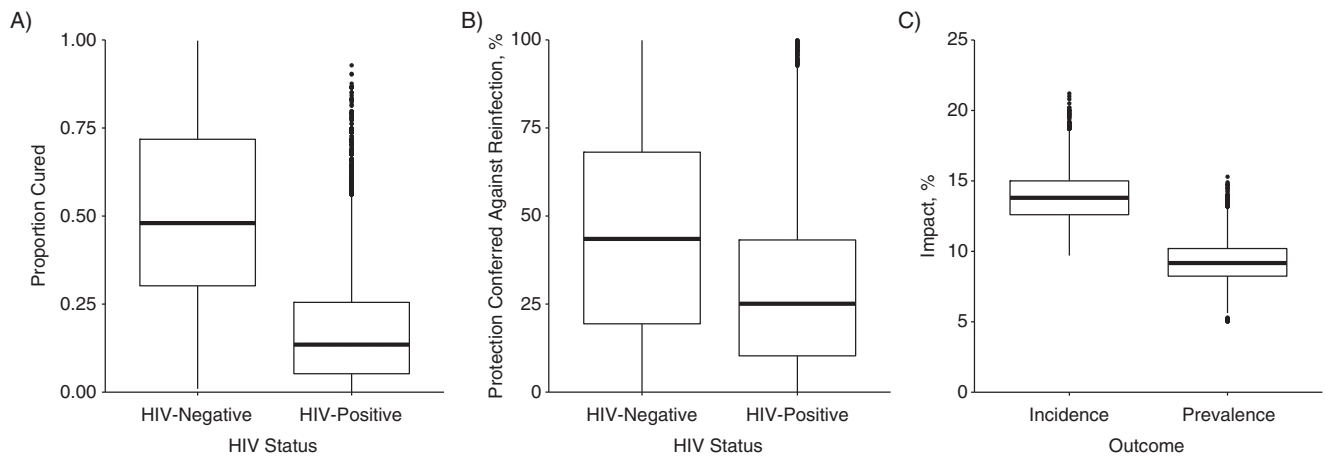 A)
Proportion Cured
1.00
0.75
0.50
0.25
0.00
HIV-Negative
HIV-Positive
HIV Status
B)
Protection Conferred Against Reinfection, %
100
75
50
25
0
HIV-Negative
HIV-Positive
HIV Status
C)
Impact, %
25
20
15
10
5
0
Incidence
Prevalence
Outcome